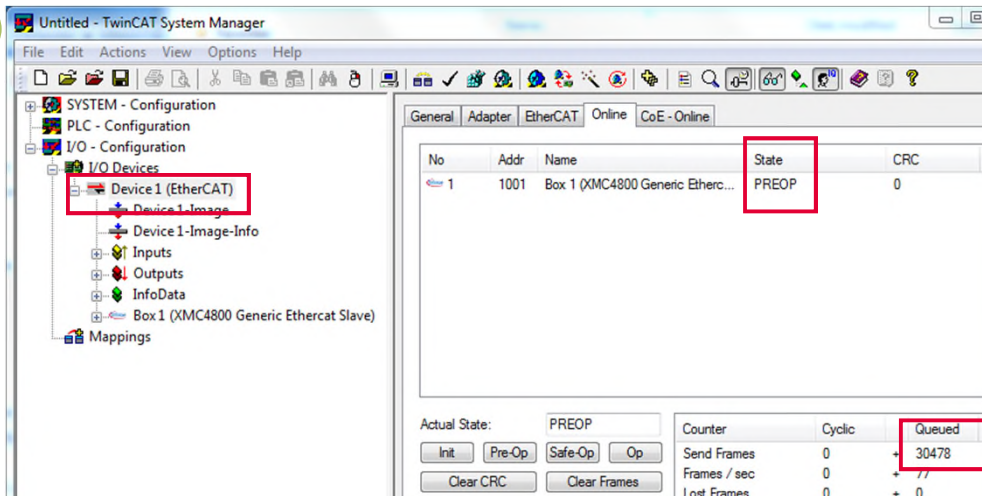 Untitled - TwinCAT System Manager
File Edit Actions View Options Help
SYSTEM - Configuration
PLC - Configuration
I/O - Configuration
I/O Devices
Device 1 (EtherCAT)
Device 1-Image
Device 1-Image-Info
Inputs
Outputs
InfoData
Box 1 (XMC4800 Generic Ethercat Slave)
Mappings
General Adapter EtherCAT Online CoE - Online
No Addr Name State CRC
1 1001 Box 1 (XMC4800 Generic Etherc... PREOP 0
Actual State: PREOP
Init Pre-Op Safe-Op Op
Clear CRC Clear Frames
Counter Cyclic Queued
Send Frames 0 + 30478
Frames / sec 0 + 77
Lost Frames 0 + 0